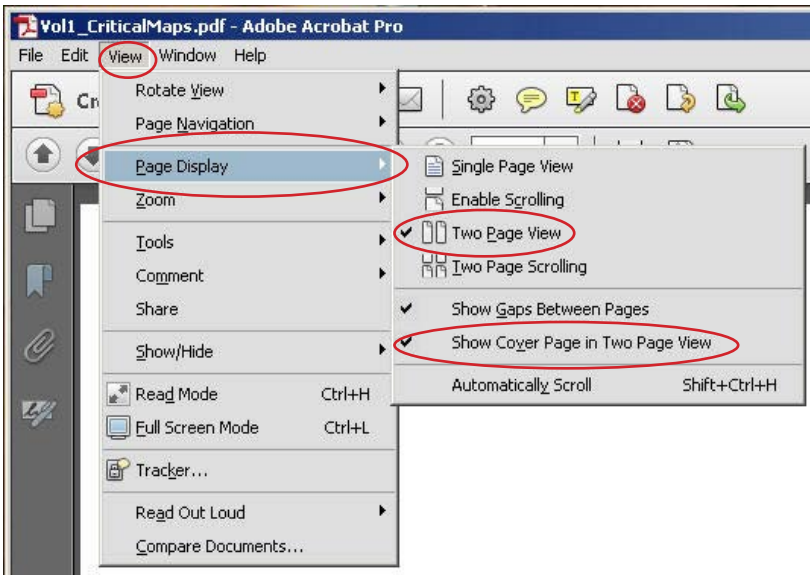 Vol1_CriticalMaps.pdf - Adobe Acrobat Pro
File Edit View Window Help
Cr
Rotate View
Page Navigation
Page Display
Zoom
Tools
Comment
Share
Show/Hide
Read Mode Ctrl+H
Full Screen Mode Ctrl+L
Tracker...
Read Out Loud
Compare Documents...
Single Page View
Enable Scrolling
Two Page View
Two Page Scrolling
Show Gaps Between Pages
Show Cover Page in Two Page View
Automatically Scroll Shift+Ctrl+H